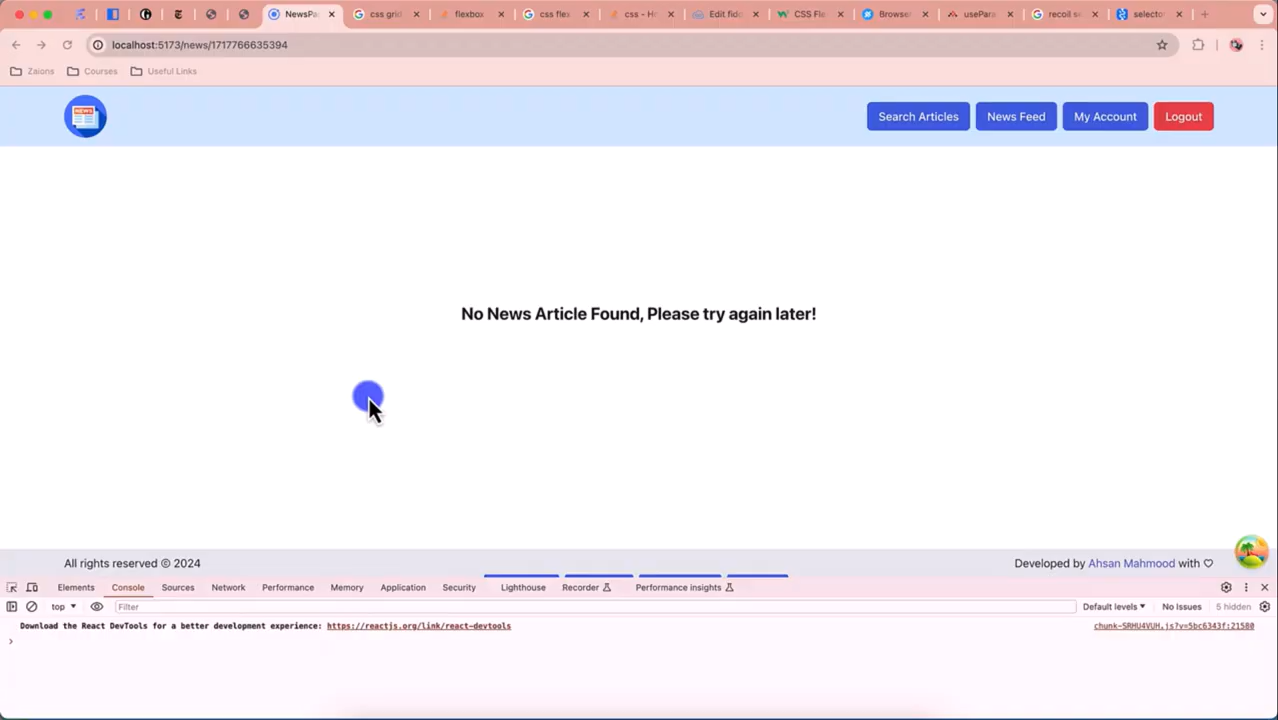 NewsPa
css grid
flexbox
css flex
css - H
Edit fidd
CSS Fle
Browser
usePara
recoil se
selecto
localhost:5173/news/1717766635394
Zaions
Courses
Useful Links
NEWS
Search Articles
News Feed
My Account
Logout
No News Article Found, Please try again later!
All rights reserved © 2024
Developed by Ahsan Mahmood with ♡
Elements
Console
Sources
Network
Performance
Memory
Application
Security
Lighthouse
Recorder
Performance insights
top
Filter
Default levels
No Issues
5 hidden
Download the React DevTools for a better development experience: https://reactjs.org/link/react-devtools
chunk-SRHU4VUH.js?v=5bc6343f:21580